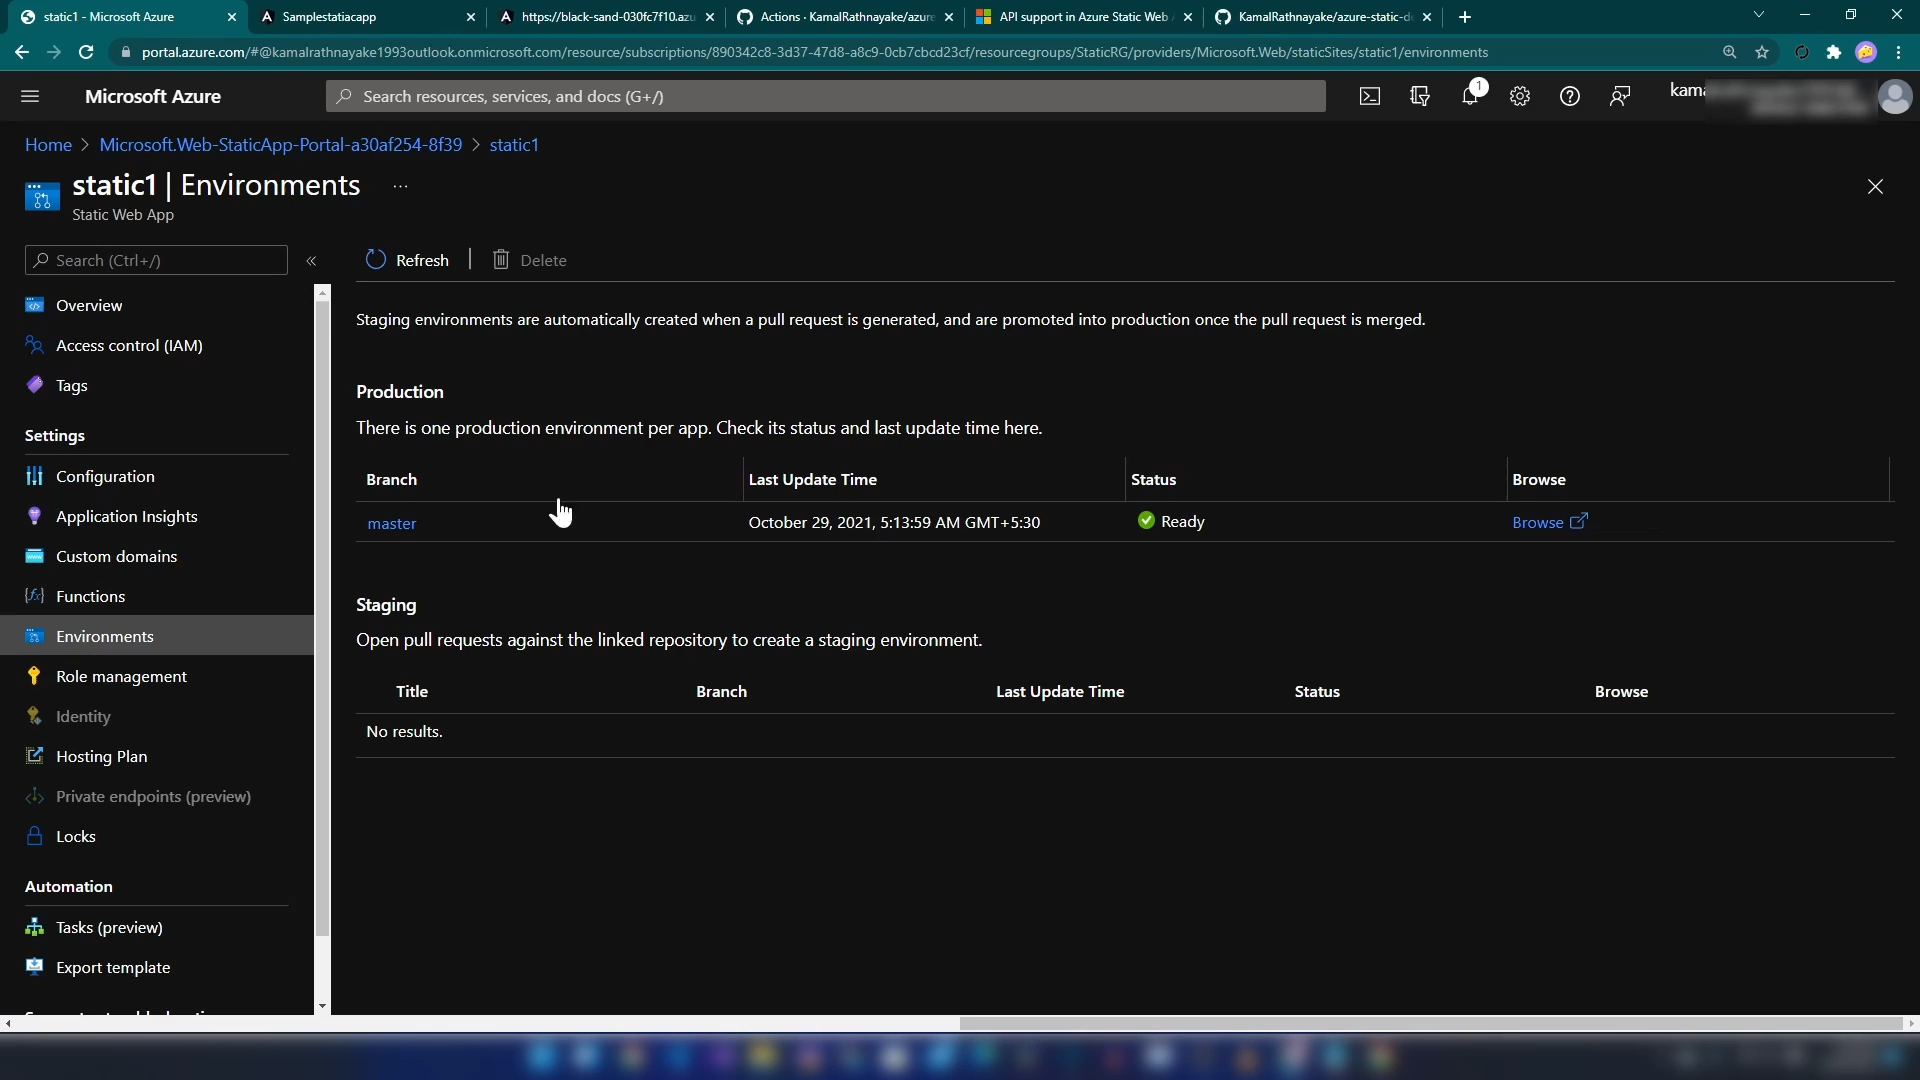 static1 - Microsoft Azure
Samplestatiacapp
https://black-sand-030fc7f10.azu
Actions · KamalRathnayake/azure
API support in Azure Static Web
KamalRathnayake/azure-static-d
portal.azure.com/#@kamalrathnayake1993outlook.onmicrosoft.com/resource/subscriptions/890342c8-3d37-47d8-a8c9-0cb7cbcd23cf/resourcegroups/StaticRG/providers/Microsoft.Web/staticSites/static1/environments
Microsoft Azure
Search resources, services, and docs (G+/)
1
kama
Home > Microsoft.Web-StaticApp-Portal-a30af254-8f39 > static1
static1 | Environments ...
Static Web App
Search (Ctrl+/)
«
Refresh
Delete
Overview
Access control (IAM)
Tags
Settings
Configuration
Application Insights
Custom domains
Functions
Environments
Role management
Identity
Hosting Plan
Private endpoints (preview)
Locks
Automation
Tasks (preview)
Export template
Staging environments are automatically created when a pull request is generated, and are promoted into production once the pull request is merged.
Production
There is one production environment per app. Check its status and last update time here.
Branch Last Update Time Status Browse
master October 29, 2021, 5:13:59 AM GMT+5:30 Ready Browse
Staging
Open pull requests against the linked repository to create a staging environment.
Title Branch Last Update Time Status Browse
No results.